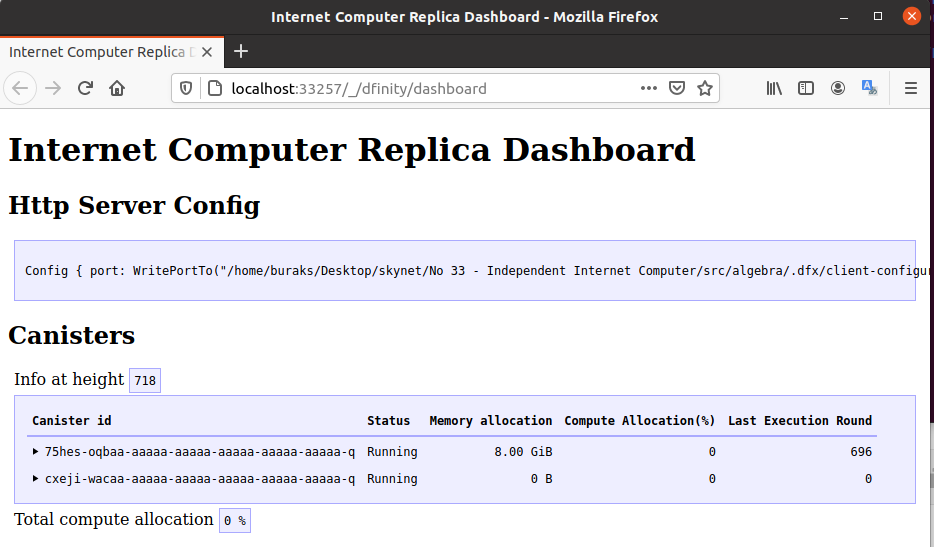 Internet Computer Replica Dashboard - Mozilla Firefox
Internet Computer Replica D
localhost:33257/_/dfinity/dashboard
Internet Computer Replica Dashboard
Http Server Config
Config { port: WritePortTo("/home/buraks/Desktop/skynet/No 33 - Independent Internet Computer/src/algebra/.dfx/client-configur
Canisters
Info at height 718
Canister id Status Memory allocation Compute Allocation(%) Last Execution Round
75hes-oqbaa-aaaaa-aaaaa-aaaaa-aaaaa-aaaaa-q Running 8.00 GiB 0 696
cxeji-wacaa-aaaaa-aaaaa-aaaaa-aaaaa-aaaaa-q Running 0 B 0 0
Total compute allocation 0 %